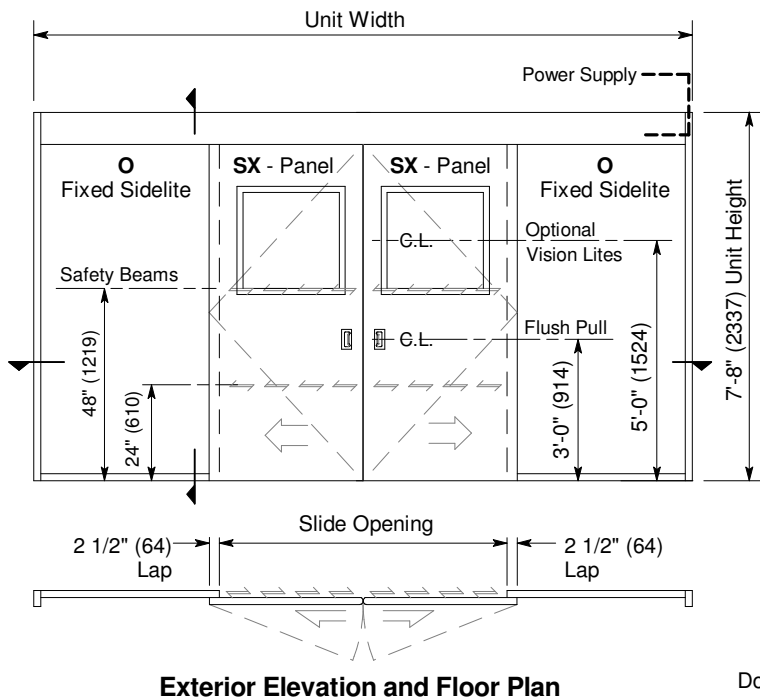 Unit Width
Power Supply
O
Fixed Sidelite
SX - Panel
SX - Panel
O
Fixed Sidelite
C.L.
Optional
Vision Lites
Safety Beams
Flush Pull
C.L.
48" (1219)
24" (610)
3'-0" (914)
5'-0" (1524)
7'-8" (2337) Unit Height
Slide Opening
2 1/2" (64)
Lap
2 1/2" (64)
Lap
Exterior Elevation and Floor Plan
Do